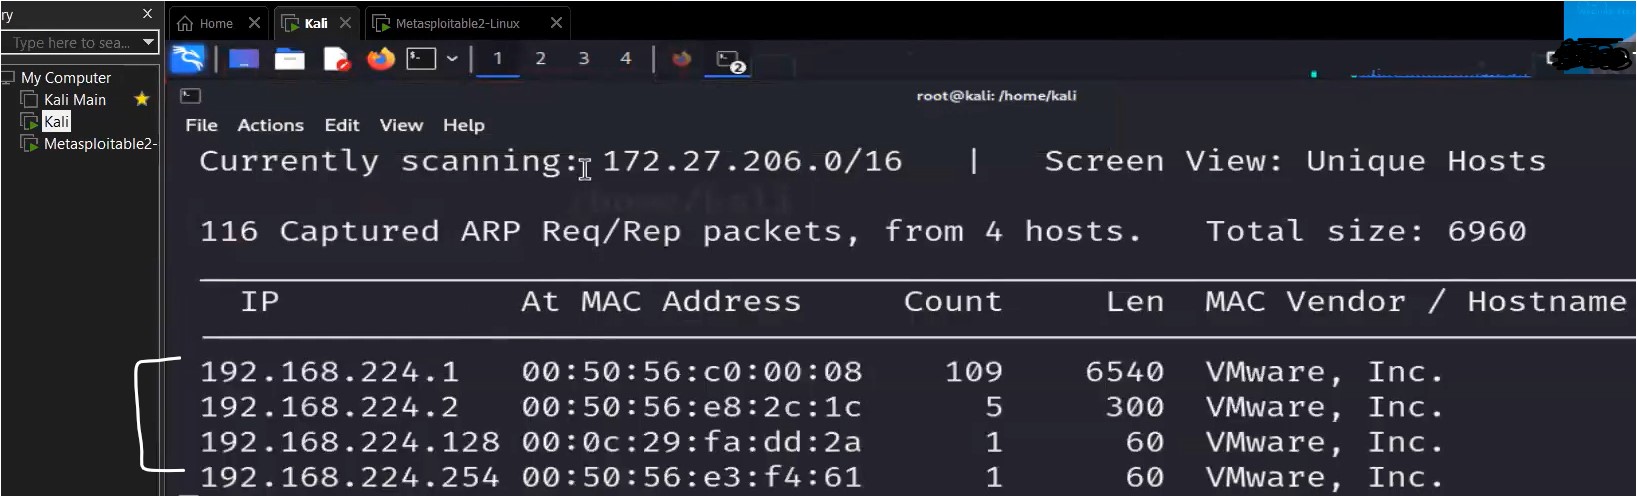 ry
Home
Kali
Metasploitable2-Linux
Type here to sea...
1 2 3 4
2
My Computer
Kali Main
Kali
Metasploitable2-
root@kali: /home/kali
File Actions Edit View Help
Currently scanning: 172.27.206.0/16 | Screen View: Unique Hosts
116 Captured ARP Req/Rep packets, from 4 hosts. Total size: 6960
IP At MAC Address Count Len MAC Vendor / Hostname
192.168.224.1 00:50:56:c0:00:08 109 6540 VMware, Inc.
192.168.224.2 00:50:56:e8:2c:1c 5 300 VMware, Inc.
192.168.224.128 00:0c:29:fa:dd:2a 1 60 VMware, Inc.
192.168.224.254 00:50:56:e3:f4:61 1 60 VMware, Inc.